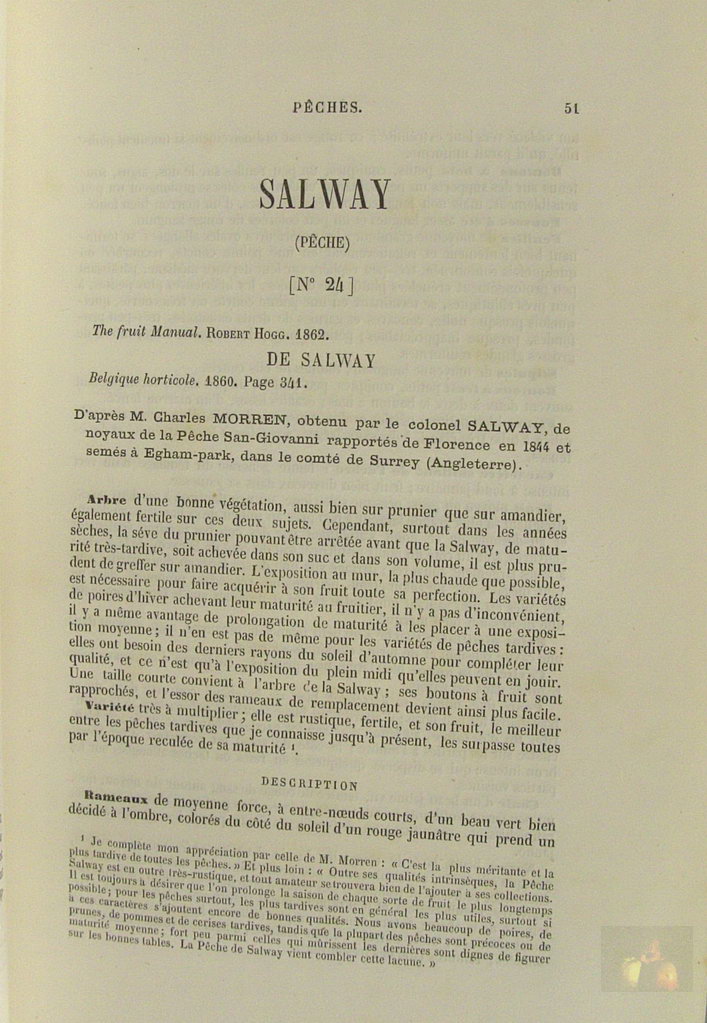 PÊCHES. 51
SALWAY
(PÊCHE)
[N° 24]
The fruit Manual. ROBERT HOGG. 1862.
DE SALWAY
Belgique horticole. 1860. Page 341.
D'après M. Charles MORREN, obtenu par le colonel SALWAY, de
noyaux de la Pêche San-Giovanni rapportés de Florence en 1844 et
semés à Egham-park, dans le comté de Surrey (Angleterre).
Arbre d'une bonne végétation, aussi bien sur prunier que sur amandier,
également fertile sur ces deux sujets. Cependant, surtout dans les années
sèches, la séve du prunier pouvant être arrêtée avant que la Salway, de matu-
rité très-tardive, soit achevée dans son suc et dans son volume, il est plus pru-
dent de greffer sur amandier. L'exposition au mur, la plus chaude que possible,
est nécessaire pour faire acquérir à son fruit toute sa perfection. Les variétés
de poires d'hiver achevant leur maturité au fruitier, il n'y a pas d'inconvénient,
il y a même avantage de prolongation de maturité à les placer à une exposi-
tion moyenne; il n'en est pas de même pour les variétés de pêches tardives:
elles ont besoin des derniers rayons du soleil d'automne pour compléter leur
qualité, et ce n'est qu'à l'exposition du plein midi qu'elles peuvent en jouir.
Une taille courte convient à l'arbre de la Salway; ses boutons à fruit sont
rapprochés, et l'essor des rameaux de remplacement devient ainsi plus facile.
Variété très à multiplier; elle est rustique, fertile, et son fruit, le meilleur
entre les pêches tardives que je connaisse jusqu'à présent, les surpasse toutes
par l'époque reculée de sa maturité ¹.
DESCRIPTION
Rameaux de moyenne force, à entre-nœuds courts, d'un beau vert bien
décidé à l'ombre, colorés du côté du soleil d'un rouge jaunâtre qui prend un
¹ Je complète mon appréciation par celle de M. Morren : « C'est la plus méritante et la
plus tardive de toutes les pêches. » Et plus loin : « Outre ses qualités intrinsèques, la Pêche
Salway est en outre très-rustique, et tout amateur se trouvera bien de l'ajouter à ses collections.
Il est toujours à désirer que l'on prolonge la saison de chaque sorte de fruit le plus longtemps
possible; pour les pêches surtout, les plus tardives sont en général les plus utiles, surtout si
à ces caractères s'ajoutent encore de bonnes qualités. Nous avons beaucoup de poires, de
prunes, de pommes et de cerises tardives, tandis que la plupart des pêches sont précoces ou de
maturité moyenne; fort peu parmi celles qui mûrissent les dernières sont dignes de figurer
sur les bonnes tables. La Pêche de Salway vient combler cette lacune. »